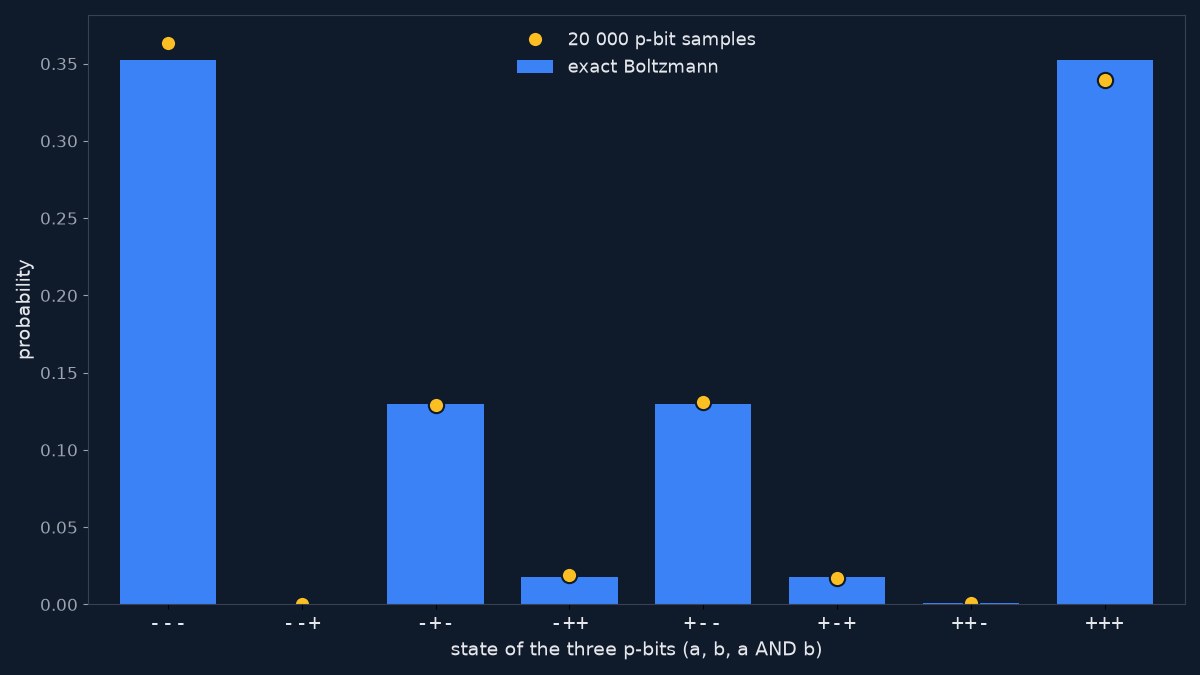 20 000 p-bit samples
exact Boltzmann
probability
0.35
0.30
0.25
0.20
0.15
0.10
0.05
0.00
- - -
- - +
- + -
- ++
+ - -
+ - +
++ -
+++
state of the three p-bits (a, b, a AND b)